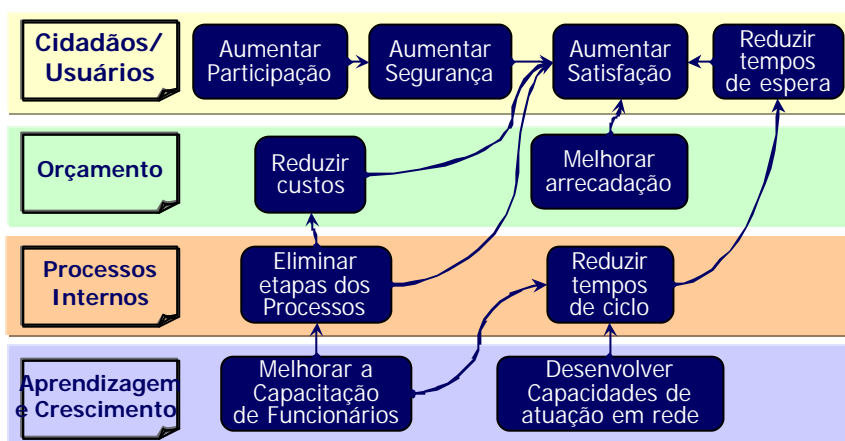 Cidadãos/
Usuários
Aumentar
Participação
Aumentar
Segurança
Aumentar
Satisfação
Reduzir
tempos
de espera
Orçamento
Reduzir
custos
Melhorar
arrecadação
Processos
Internos
Eliminar
etapas dos
Processos
Reduzir
tempos
de ciclo
Aprendizagem
e Crescimento
Melhorar a
Capacitação
de Funcionários
Desenvolver
Capacidades de
atuação em rede